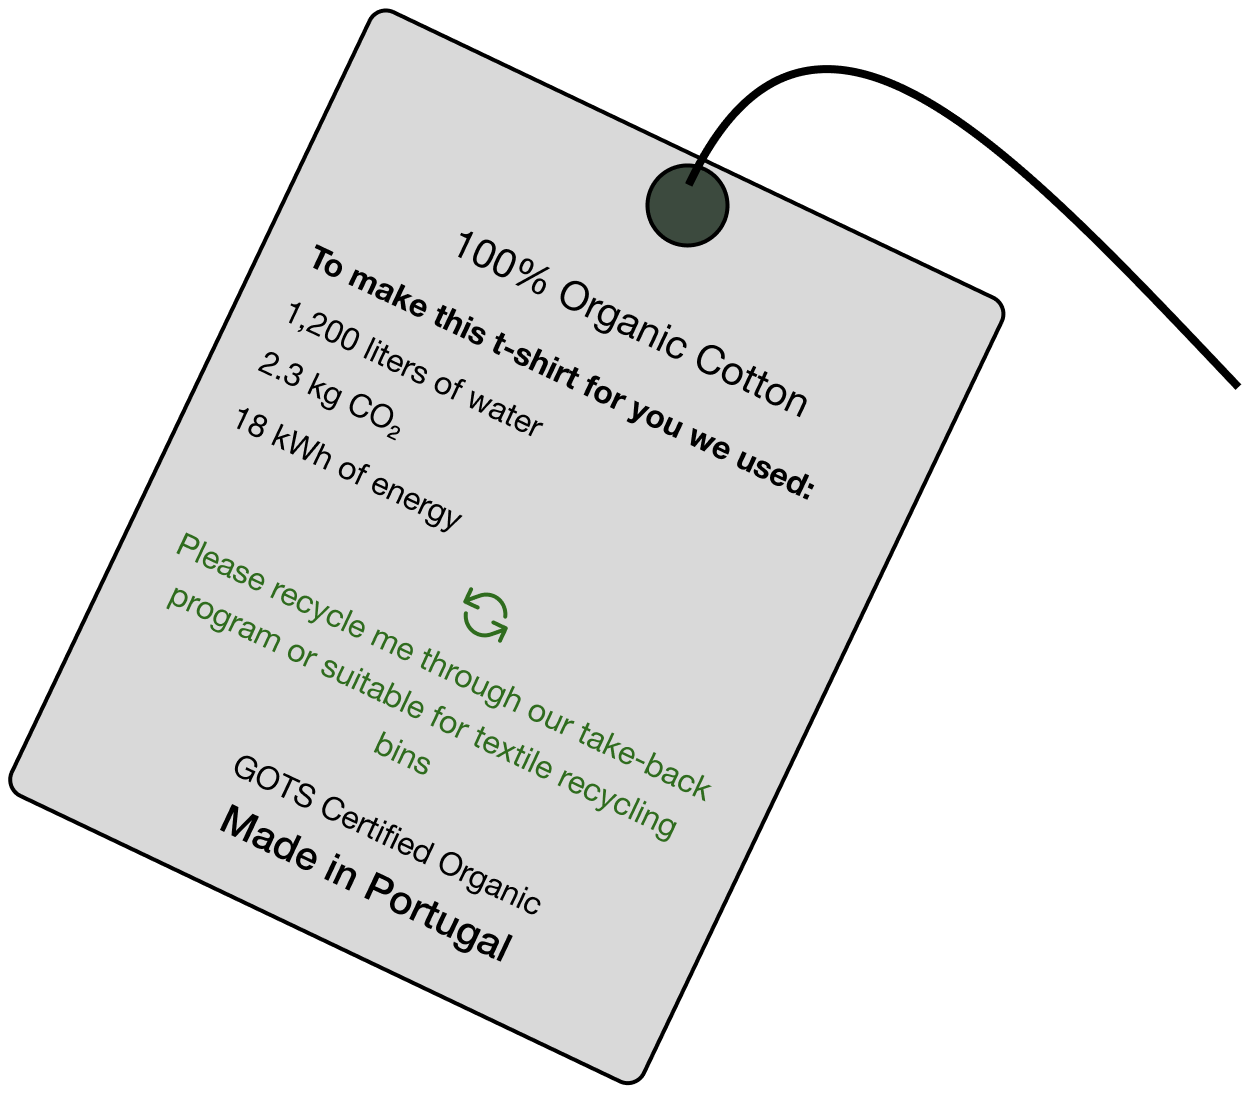 100% Organic Cotton
To make this t-shirt for you we used:
1,200 liters of water
2.3 kg CO₂
18 kWh of energy
Please recycle me through our take-back
program or suitable for textile recycling
bins
GOTS Certified Organic
Made in Portugal